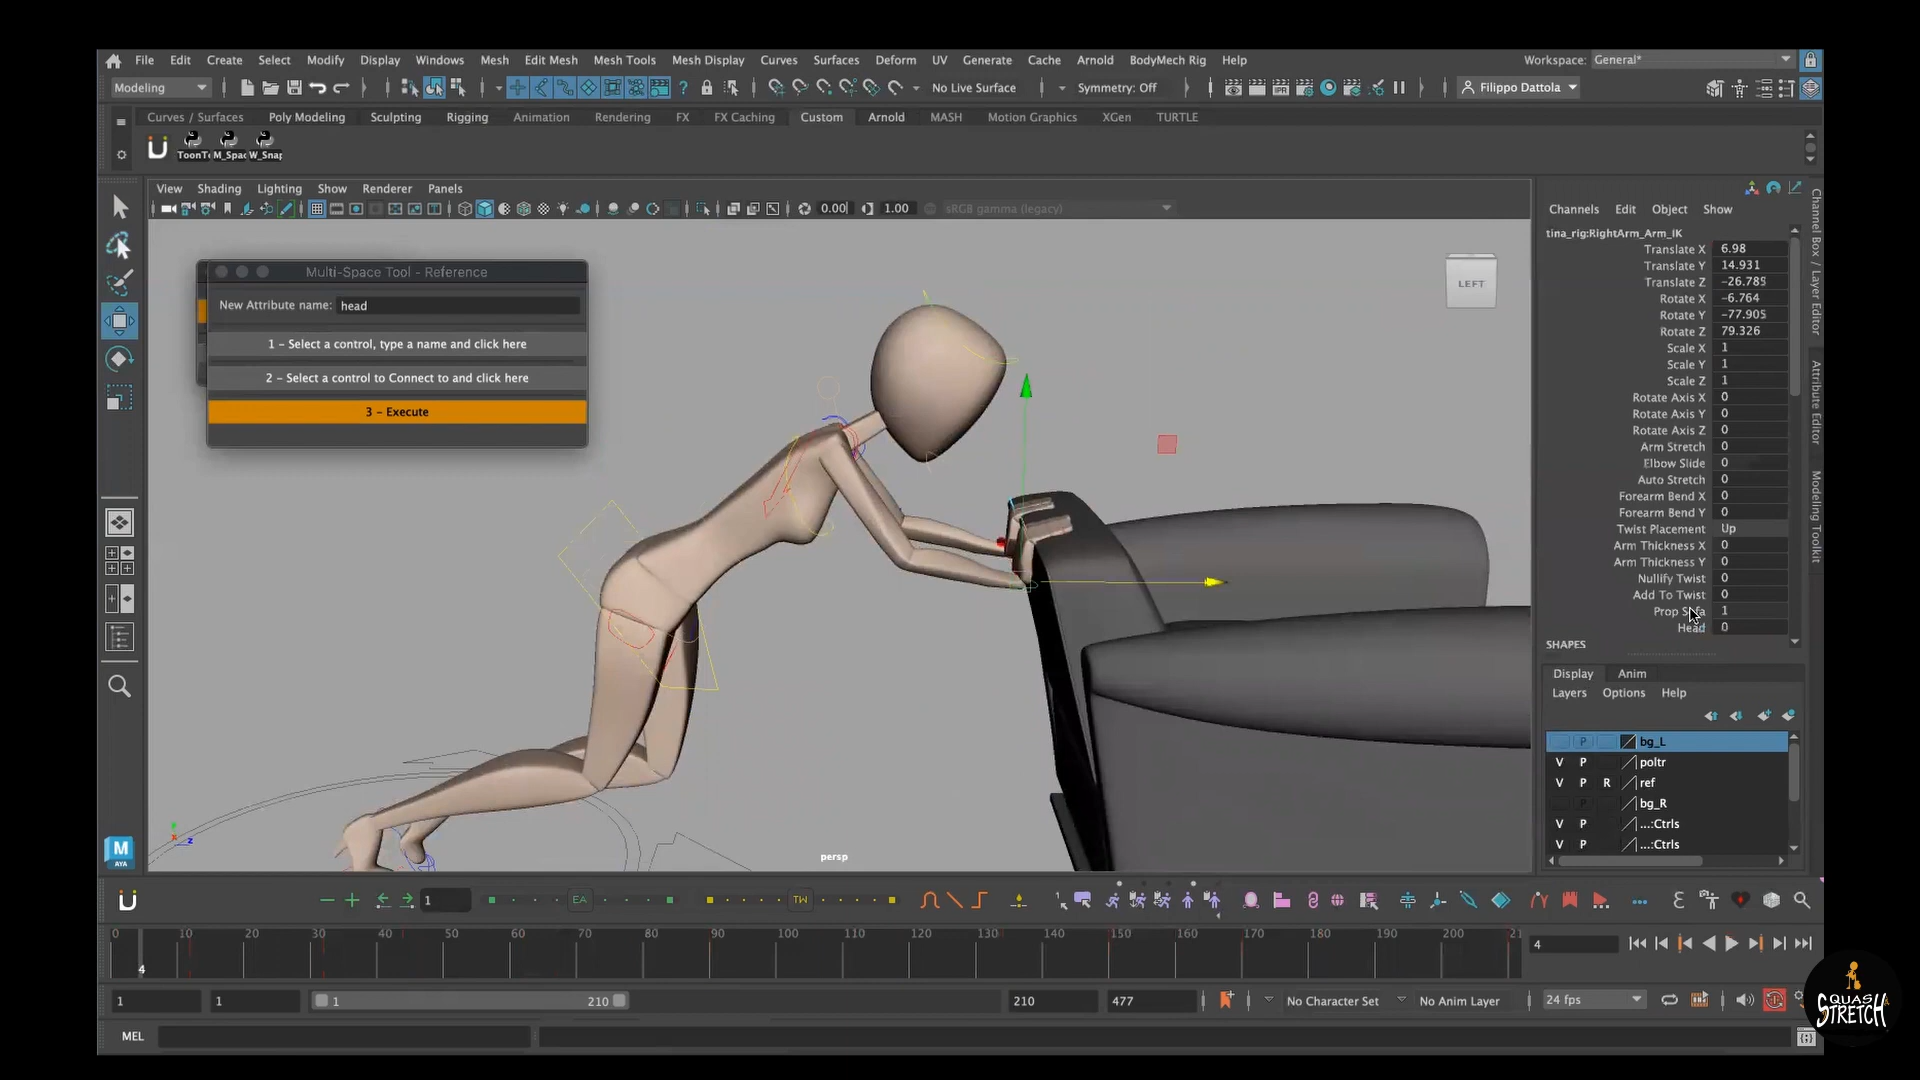 File Edit Create Select Modify Display Windows Mesh Edit Mesh Mesh Tools Mesh Display Curves Surfaces Deform UV Generate Cache Arnold BodyMech Rig Help Workspace: General*
Modeling No Live Surface Symmetry: Off Filippo Dattola
Curves / Surfaces Poly Modeling Sculpting Rigging Animation Rendering FX FX Caching Custom Arnold MASH Motion Graphics XGen TURTLE
ToonTo M_Spac W_Snap
View Shading Lighting Show Renderer Panels
0.00 1.00 sRGB gamma (legacy)
Multi-Space Tool - Reference
New Attribute name: head
1 - Select a control, type a name and click here
2 - Select a control to Connect to and click here
3 - Execute
LEFT
persp
Channels Edit Object Show
tina_rig:RightArm_Arm_IK
Translate X 6.98
Translate Y 14.931
Translate Z -26.785
Rotate X -6.764
Rotate Y -77.905
Rotate Z 79.326
Scale X 1
Scale Y 1
Scale Z 1
Rotate Axis X 0
Rotate Axis Y 0
Rotate Axis Z 0
Arm Stretch 0
Elbow Slide 0
Auto Stretch 0
Forearm Bend X 0
Forearm Bend Y 0
Twist Placement Up
Arm Thickness X 0
Arm Thickness Y 0
Nullify Twist 0
Add To Twist 0
Prop Sofa 1
Head 0
SHAPES
Channel Box / Layer Editor
Attribute Editor
Modeling Toolkit
Display Anim
Layers Options Help
P bg_L
V P poltr
V P R ref
P bg_R
V P ...:Ctrls
V P ...:Ctrls
M
AYA
1 EA TW
0 10 20 30 40 50 60 70 80 90 100 110 120 130 140 150 160 170 180 190 200 21
4
4
1 1 1 210 210 477 No Character Set No Anim Layer 24 fps
MEL
SQUASH
STRETCH